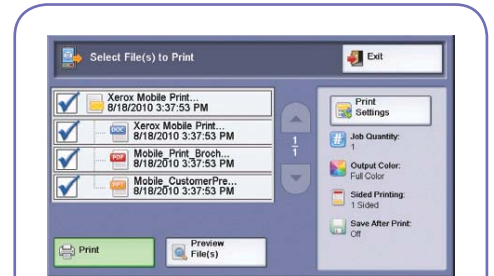 Select File(s) to Print
Exit
Xerox Mobile Print...
8/18/2010 3:37:53 PM
DOC
Xerox Mobile Print...
8/18/2010 3:37:53 PM
PDF
Mobile_Print_Broch...
8/18/2010 3:37:53 PM
PPT
Mobile_CustomerPre...
8/18/2010 3:37:53 PM
1
1
Print
Settings
Job Quantity:
1
Output Color:
Full Color
Sided Printing:
1 Sided
Save After Print:
Off
Print
Preview
File(s)